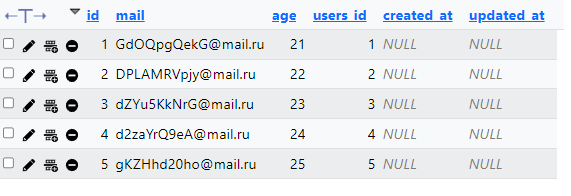 id mail age users_id created_at updated_at
1 GdOQpgQekG@mail.ru 21 1 NULL NULL
2 DPLAMRVpjy@mail.ru 22 2 NULL NULL
3 dZYu5KkNrG@mail.ru 23 3 NULL NULL
4 d2zaYrQ9eA@mail.ru 24 4 NULL NULL
5 gKZHhd20ho@mail.ru 25 5 NULL NULL